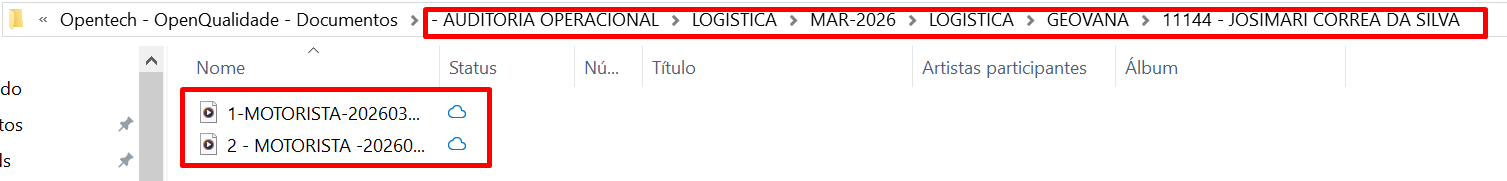 « Opentech - OpenQualidade - Documentos > - AUDITORIA OPERACIONAL > LOGISTICA > MAR-2026 > LOGISTICA > GEOVANA > 11144 - JOSIMARI CORREA DA SILVA
Nome Status Nú... Título Artistas participantes Álbum
do
1-MOTORISTA-202603...
tos
2 - MOTORISTA -20260...
ls